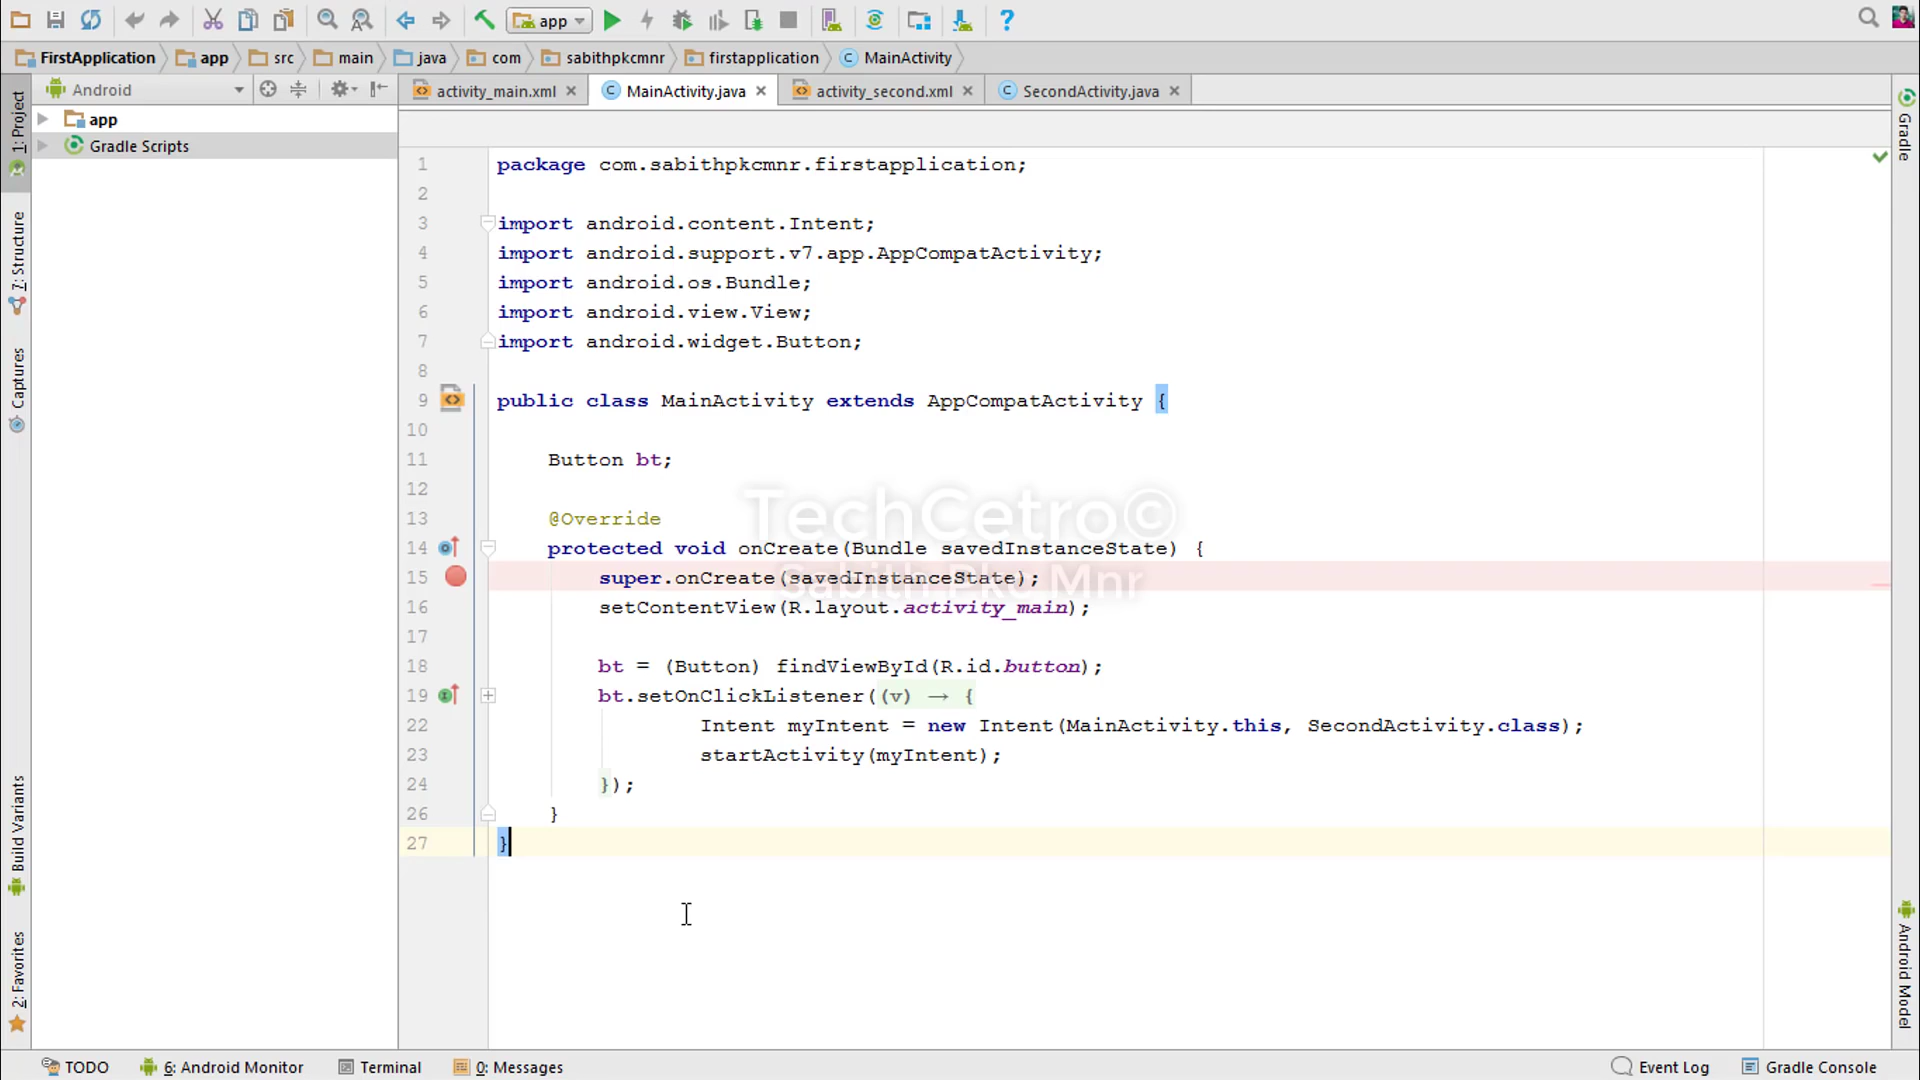 app
FirstApplication app src main java com sabithpkcmnr firstapplication MainActivity
Android
activity_main.xml MainActivity.java activity_second.xml SecondActivity.java
1: Project
7: Structure
Captures
Build Variants
2: Favorites
app
Gradle Scripts
1 package com.sabithpkcmnr.firstapplication;
2
3 import android.content.Intent;
4 import android.support.v7.app.AppCompatActivity;
5 import android.os.Bundle;
6 import android.view.View;
7 import android.widget.Button;
8
9 public class MainActivity extends AppCompatActivity {
10
11 Button bt;
12
13 @Override
14 protected void onCreate(Bundle savedInstanceState) {
15 super.onCreate(savedInstanceState);
16 setContentView(R.layout.activity_main);
17
18 bt = (Button) findViewById(R.id.button);
19 bt.setOnClickListener((v) → {
22 Intent myIntent = new Intent(MainActivity.this, SecondActivity.class);
23 startActivity(myIntent);
24 });
26 }
27 }
TechCetro©
Sabith Pkc Mnr
Gradle
Android Model
TODO 6: Android Monitor Terminal 0: Messages Event Log Gradle Console